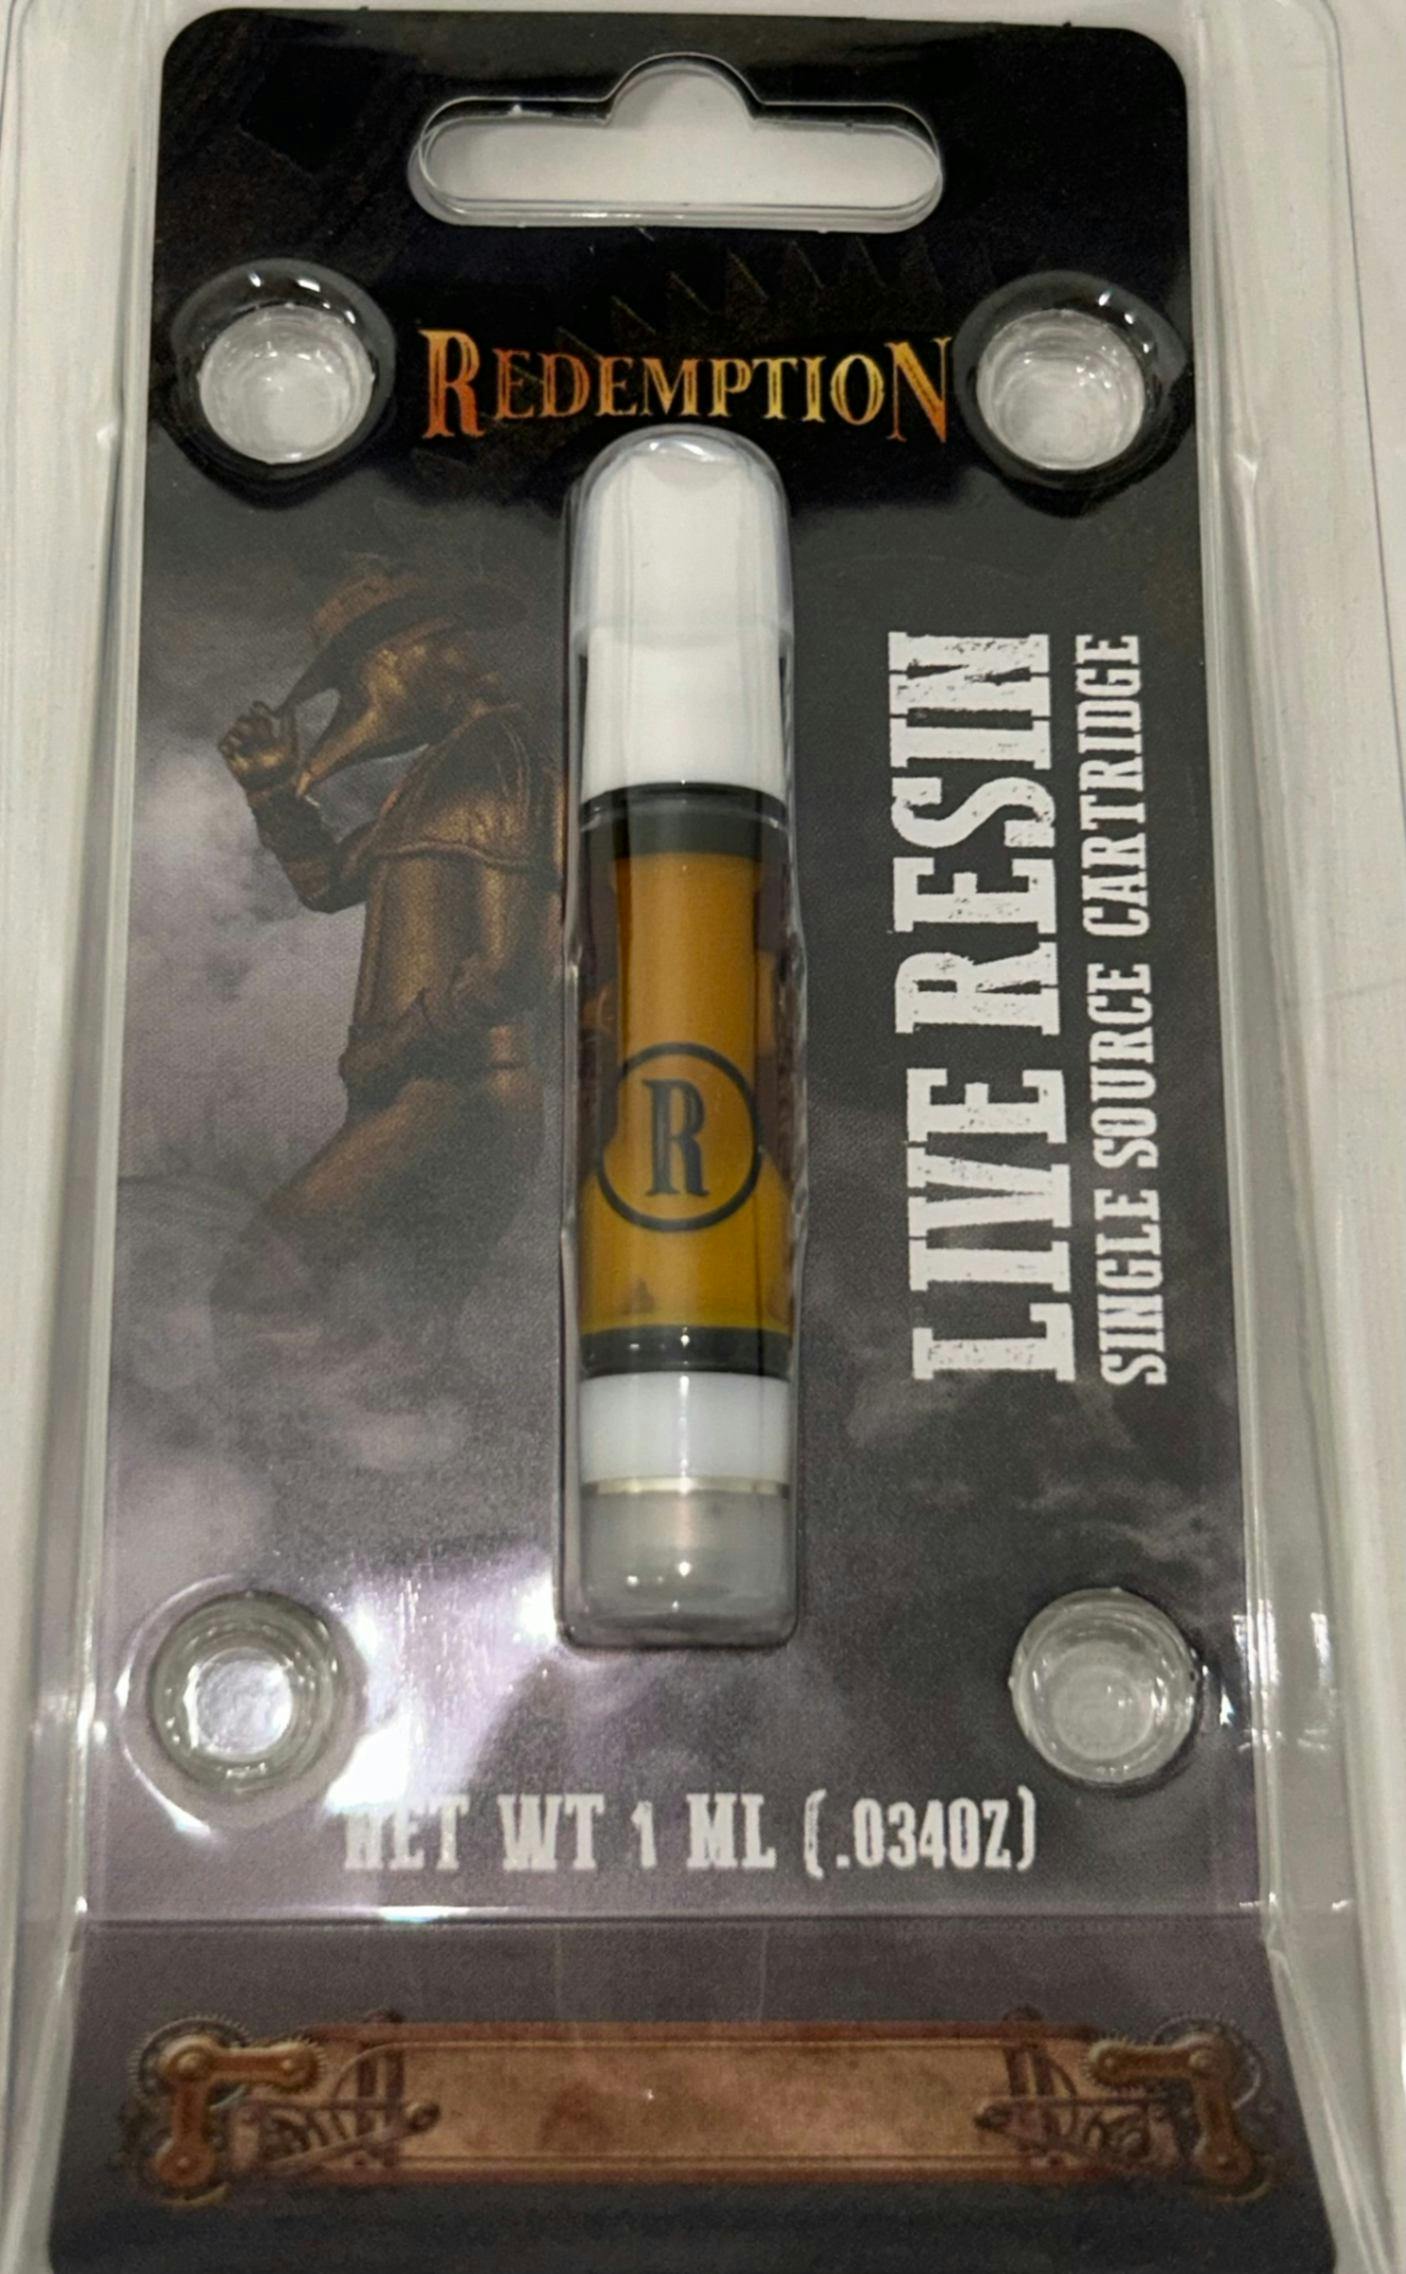 REDEMPTION
LIVE RESIN
SINGLE SOURCE CARTRIDGE
R
NET WT 1 ML (.034OZ)